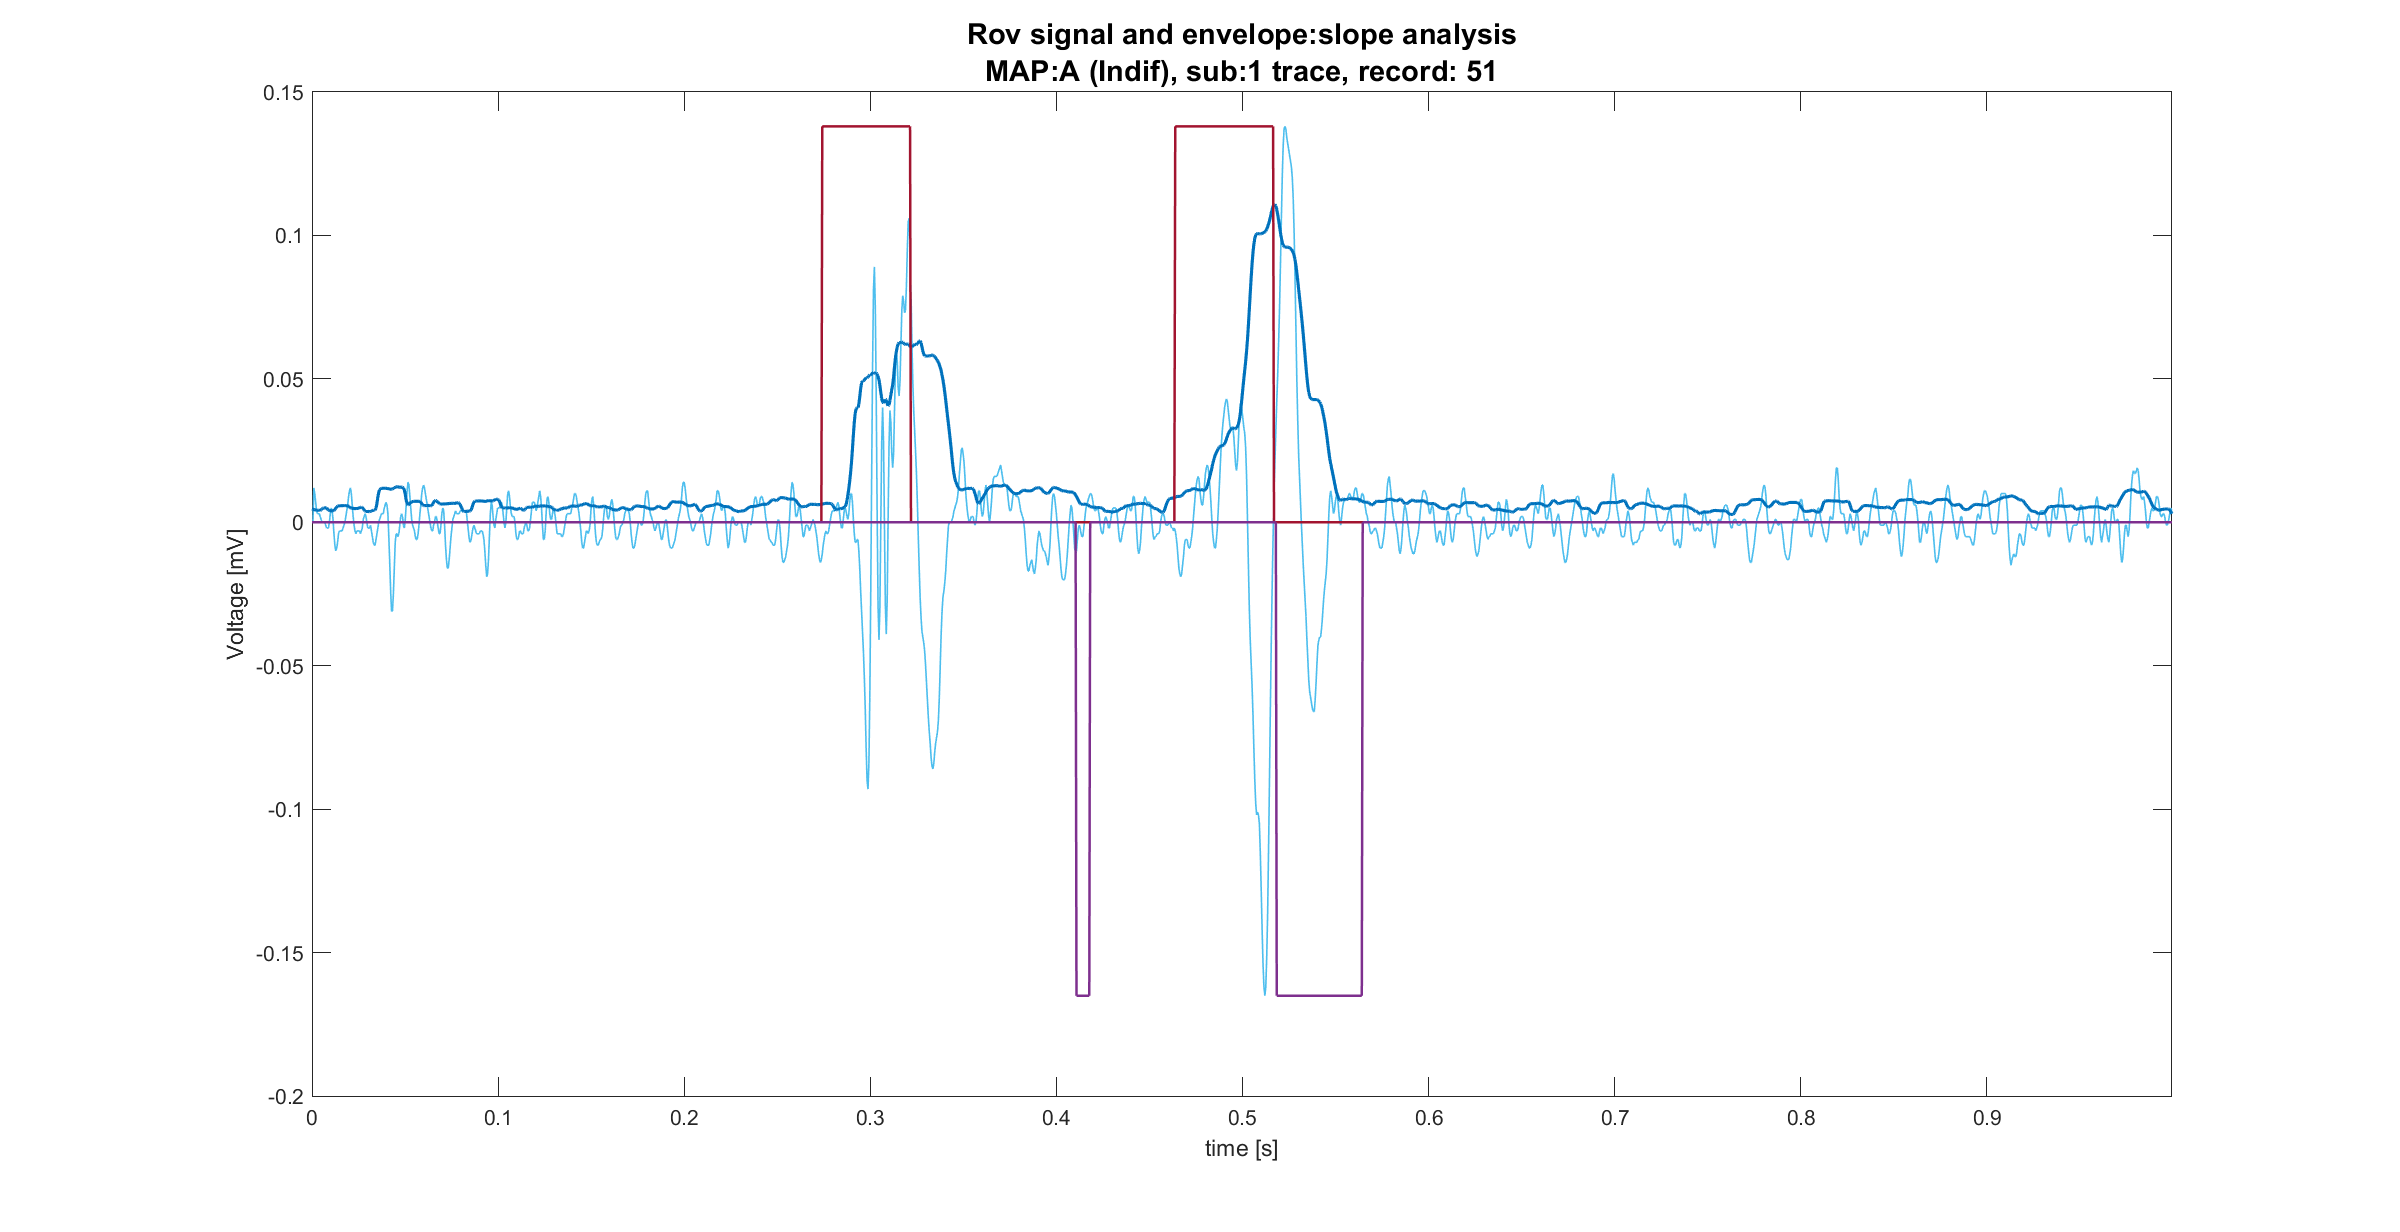 Rov signal and envelope:slope analysis
MAP:A (Indif), sub:1 trace, record: 51
0.15
0.1
0.05
0
-0.05
-0.1
-0.15
-0.2
Voltage [mV]
0 0.1 0.2 0.3 0.4 0.5 0.6 0.7 0.8 0.9
time [s]